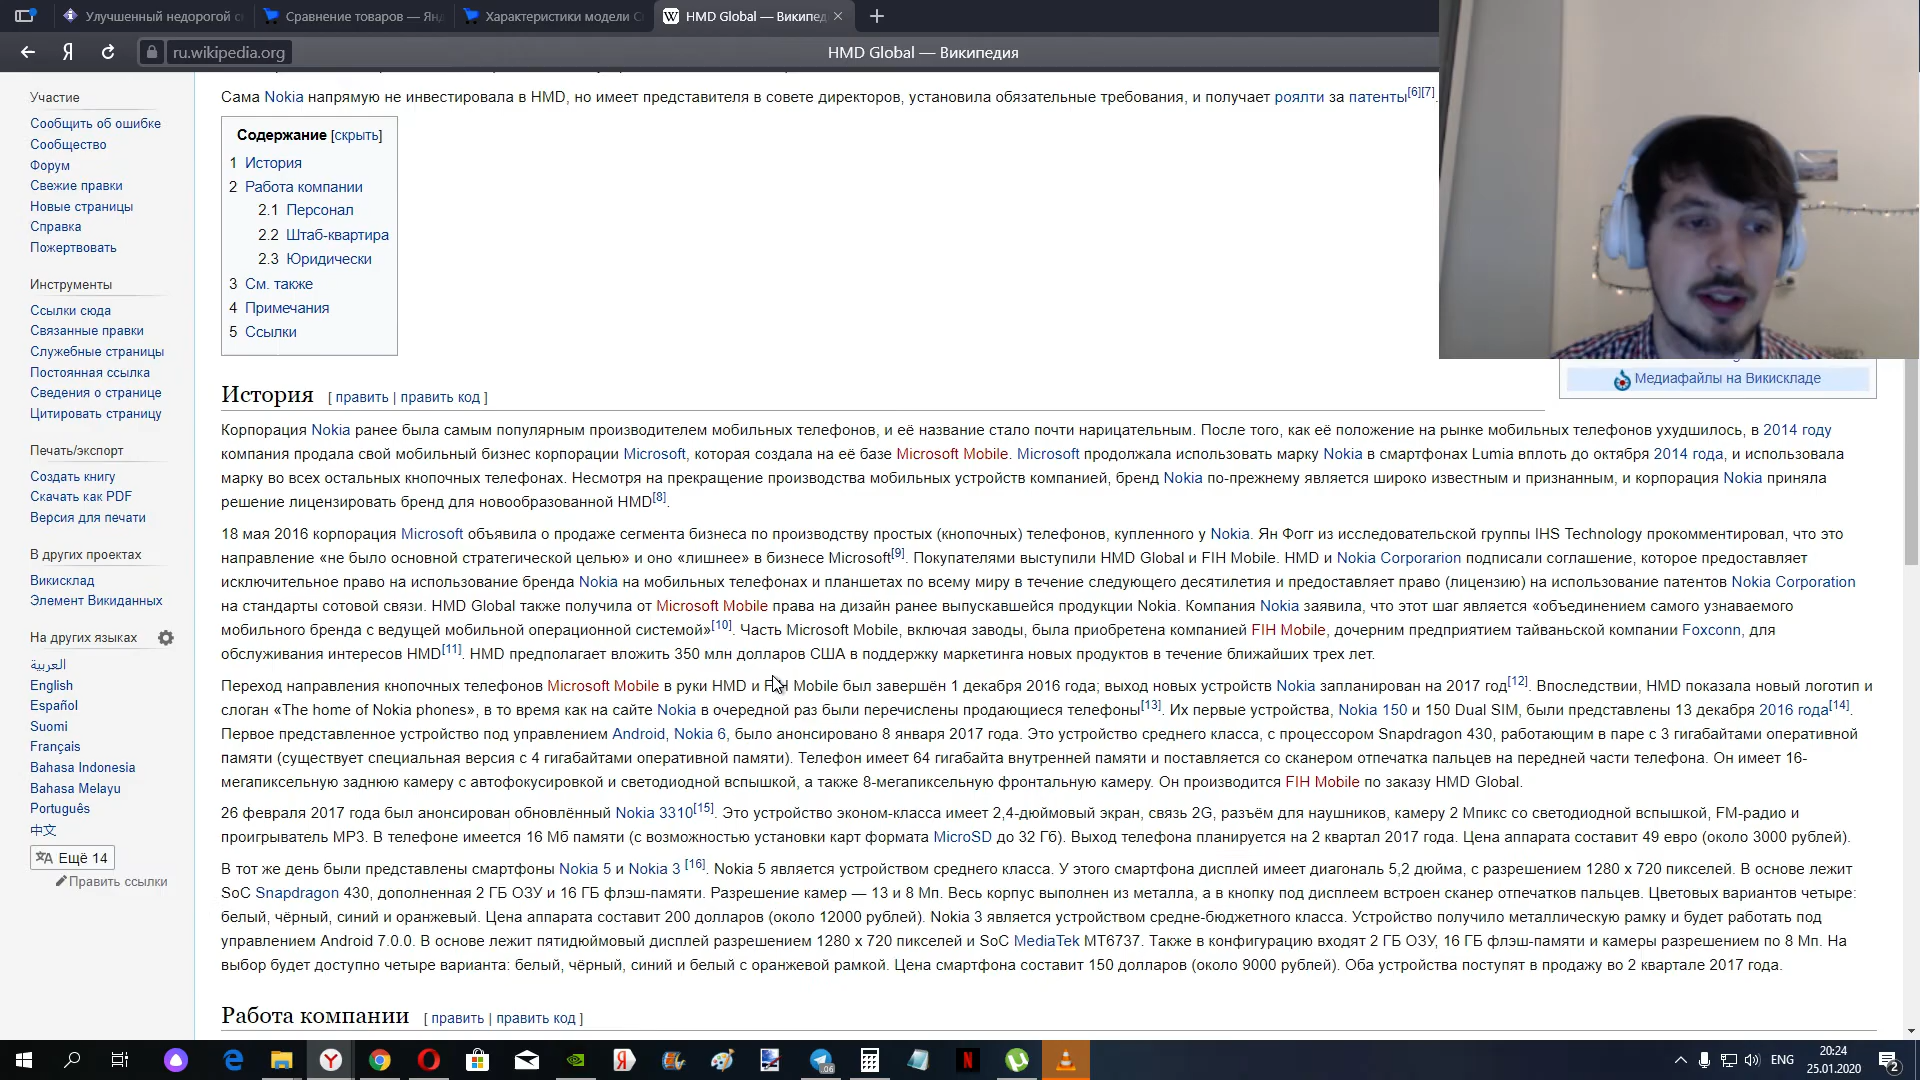 Улучшенный недорогой с
Сравнение товаров — Янд
Характеристики модели С
HMD Global — Википед
ru.wikipedia.org
HMD Global — Википедия
Участие
Сообщить об ошибке
Сообщество
Форум
Свежие правки
Новые страницы
Справка
Пожертвовать
Инструменты
Ссылки сюда
Связанные правки
Служебные страницы
Постоянная ссылка
Сведения о странице
Цитировать страницу
Печать/экспорт
Создать книгу
Скачать как PDF
Версия для печати
В других проектах
Викисклад
Элемент Викиданных
На других языках
العربية
English
Español
Suomi
Français
Bahasa Indonesia
Bahasa Melayu
Português
中文
Ещё 14
Править ссылки
Сама Nokia напрямую не инвестировала в HMD, но имеет представителя в совете директоров, установила обязательные требования, и получает роялти за патенты[6][7].
Содержание [скрыть]
1 История
2 Работа компании
2.1 Персонал
2.2 Штаб-квартира
2.3 Юридически
3 См. также
4 Примечания
5 Ссылки
Медиафайлы на Викискладе
История [ править | править код ]
Корпорация Nokia ранее была самым популярным производителем мобильных телефонов, и её название стало почти нарицательным. После того, как её положение на рынке мобильных телефонов ухудшилось, в 2014 году
компания продала свой мобильный бизнес корпорации Microsoft, которая создала на её базе Microsoft Mobile. Microsoft продолжала использовать марку Nokia в смартфонах Lumia вплоть до октября 2014 года, и использовала
марку во всех остальных кнопочных телефонах. Несмотря на прекращение производства мобильных устройств компанией, бренд Nokia по-прежнему является широко известным и признанным, и корпорация Nokia приняла
решение лицензировать бренд для новообразованной HMD[8].
18 мая 2016 корпорация Microsoft объявила о продаже сегмента бизнеса по производству простых (кнопочных) телефонов, купленного у Nokia. Ян Фогг из исследовательской группы IHS Technology прокомментировал, что это
направление «не было основной стратегической целью» и оно «лишнее» в бизнесе Microsoft[9]. Покупателями выступили HMD Global и FIH Mobile. HMD и Nokia Corporarion подписали соглашение, которое предоставляет
исключительное право на использование бренда Nokia на мобильных телефонах и планшетах по всему миру в течение следующего десятилетия и предоставляет право (лицензию) на использование патентов Nokia Corporation
на стандарты сотовой связи. HMD Global также получила от Microsoft Mobile права на дизайн ранее выпускавшейся продукции Nokia. Компания Nokia заявила, что этот шаг является «объединением самого узнаваемого
мобильного бренда с ведущей мобильной операционной системой»[10]. Часть Microsoft Mobile, включая заводы, была приобретена компанией FIH Mobile, дочерним предприятием тайваньской компании Foxconn, для
обслуживания интересов HMD[11]. HMD предполагает вложить 350 млн долларов США в поддержку маркетинга новых продуктов в течение ближайших трех лет.
Переход направления кнопочных телефонов Microsoft Mobile в руки HMD и FIH Mobile был завершён 1 декабря 2016 года; выход новых устройств Nokia запланирован на 2017 год[12]. Впоследствии, HMD показала новый логотип и
слоган «The home of Nokia phones», в то время как на сайте Nokia в очередной раз были перечислены продающиеся телефоны[13]. Их первые устройства, Nokia 150 и 150 Dual SIM, были представлены 13 декабря 2016 года[14].
Первое представленное устройство под управлением Android, Nokia 6, было анонсировано 8 января 2017 года. Это устройство среднего класса, с процессором Snapdragon 430, работающим в паре с 3 гигабайтами оперативной
памяти (существует специальная версия с 4 гигабайтами оперативной памяти). Телефон имеет 64 гигабайта внутренней памяти и поставляется со сканером отпечатка пальцев на передней части телефона. Он имеет 16-
мегапиксельную заднюю камеру с автофокусировкой и светодиодной вспышкой, а также 8-мегапиксельную фронтальную камеру. Он производится FIH Mobile по заказу HMD Global.
26 февраля 2017 года был анонсирован обновлённый Nokia 3310[15]. Это устройство эконом-класса имеет 2,4-дюймовый экран, связь 2G, разъём для наушников, камеру 2 Мпикс со светодиодной вспышкой, FM-радио и
проигрыватель MP3. В телефоне имеется 16 Мб памяти (с возможностью установки карт формата MicroSD до 32 Гб). Выход телефона планируется на 2 квартал 2017 года. Цена аппарата составит 49 евро (около 3000 рублей).
В тот же день были представлены смартфоны Nokia 5 и Nokia 3 [16]. Nokia 5 является устройством среднего класса. У этого смартфона дисплей имеет диагональ 5,2 дюйма, с разрешением 1280 x 720 пикселей. В основе лежит
SoC Snapdragon 430, дополненная 2 ГБ ОЗУ и 16 ГБ флэш-памяти. Разрешение камер — 13 и 8 Мп. Весь корпус выполнен из металла, а в кнопку под дисплеем встроен сканер отпечатков пальцев. Цветовых вариантов четыре:
белый, чёрный, синий и оранжевый. Цена аппарата составит 200 долларов (около 12000 рублей). Nokia 3 является устройством средне-бюджетного класса. Устройство получило металлическую рамку и будет работать под
управлением Android 7.0.0. В основе лежит пятидюймовый дисплей разрешением 1280 x 720 пикселей и SoC MediaTek MT6737. Также в конфигурацию входят 2 ГБ ОЗУ, 16 ГБ флэш-памяти и камеры разрешением по 8 Мп. На
выбор будет доступно четыре варианта: белый, чёрный, синий и белый с оранжевой рамкой. Цена смартфона составит 150 долларов (около 9000 рублей). Оба устройства поступят в продажу во 2 квартале 2017 года.
Работа компании [ править | править код ]
ENG
20:24
25.01.2020
2